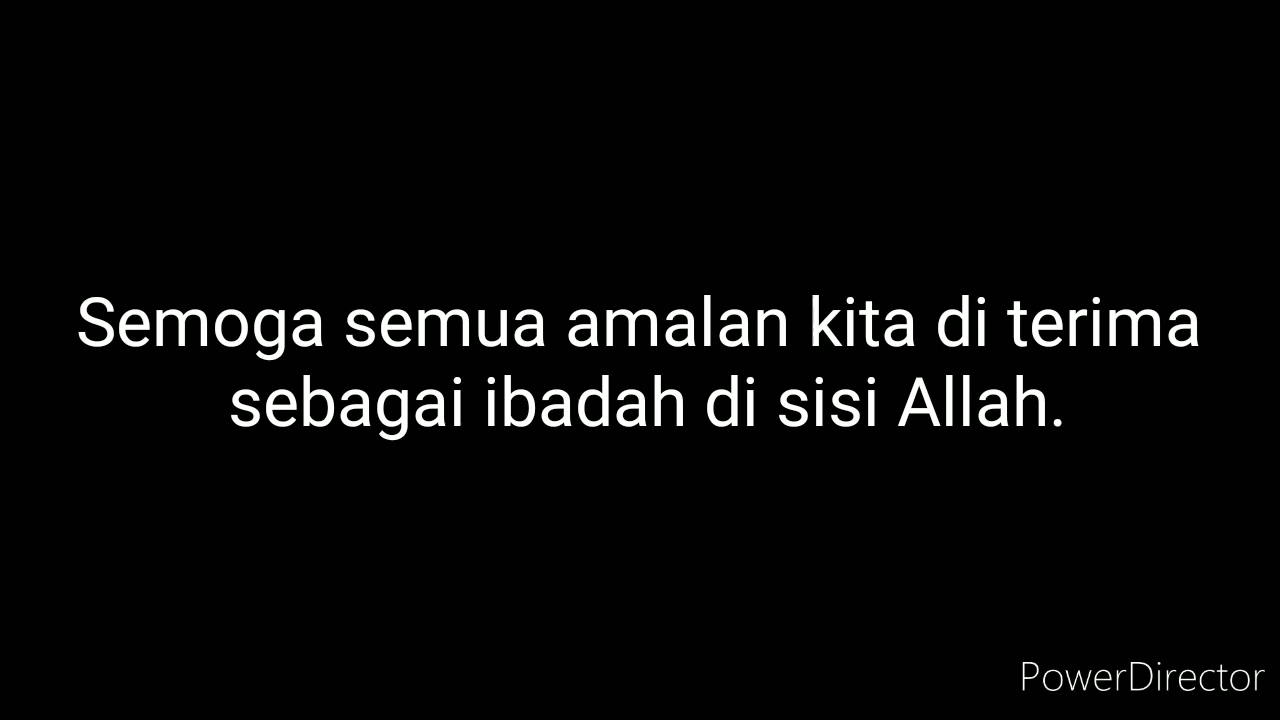 Semoga semua amalan kita di terima
sebagai ibadah di sisi Allah.
PowerDirector